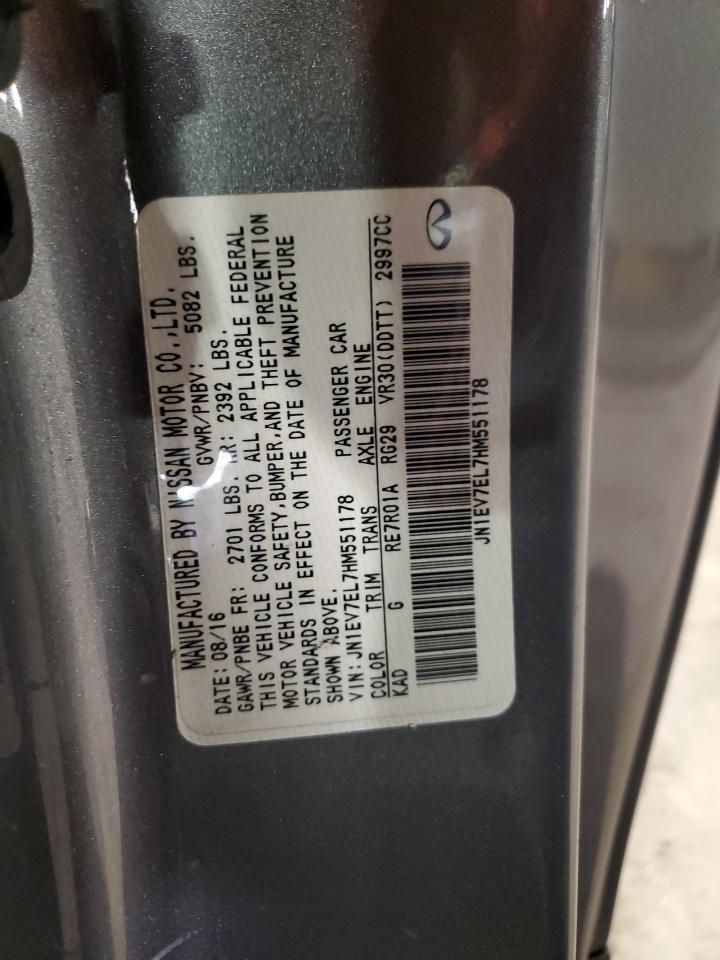 MANUFACTURED BY NISSAN MOTOR CO.,LTD.
DATE: 08/16 GVWR/PNBV: 5082 LBS.
GAWR/PNBE FR: 2701 LBS. RR: 2392 LBS.
THIS VEHICLE CONFORMS TO ALL APPLICABLE FEDERAL
MOTOR VEHICLE SAFETY,BUMPER,AND THEFT PREVENTION
STANDARDS IN EFFECT ON THE DATE OF MANUFACTURE
SHOWN ABOVE.
VIN: JN1EV7EL7HM551178 PASSENGER CAR
COLOR TRIM TRANS AXLE ENGINE
KAD G RE7R01A RG29 VR30(DDTT) 2997CC
JN1EV7EL7HM551178